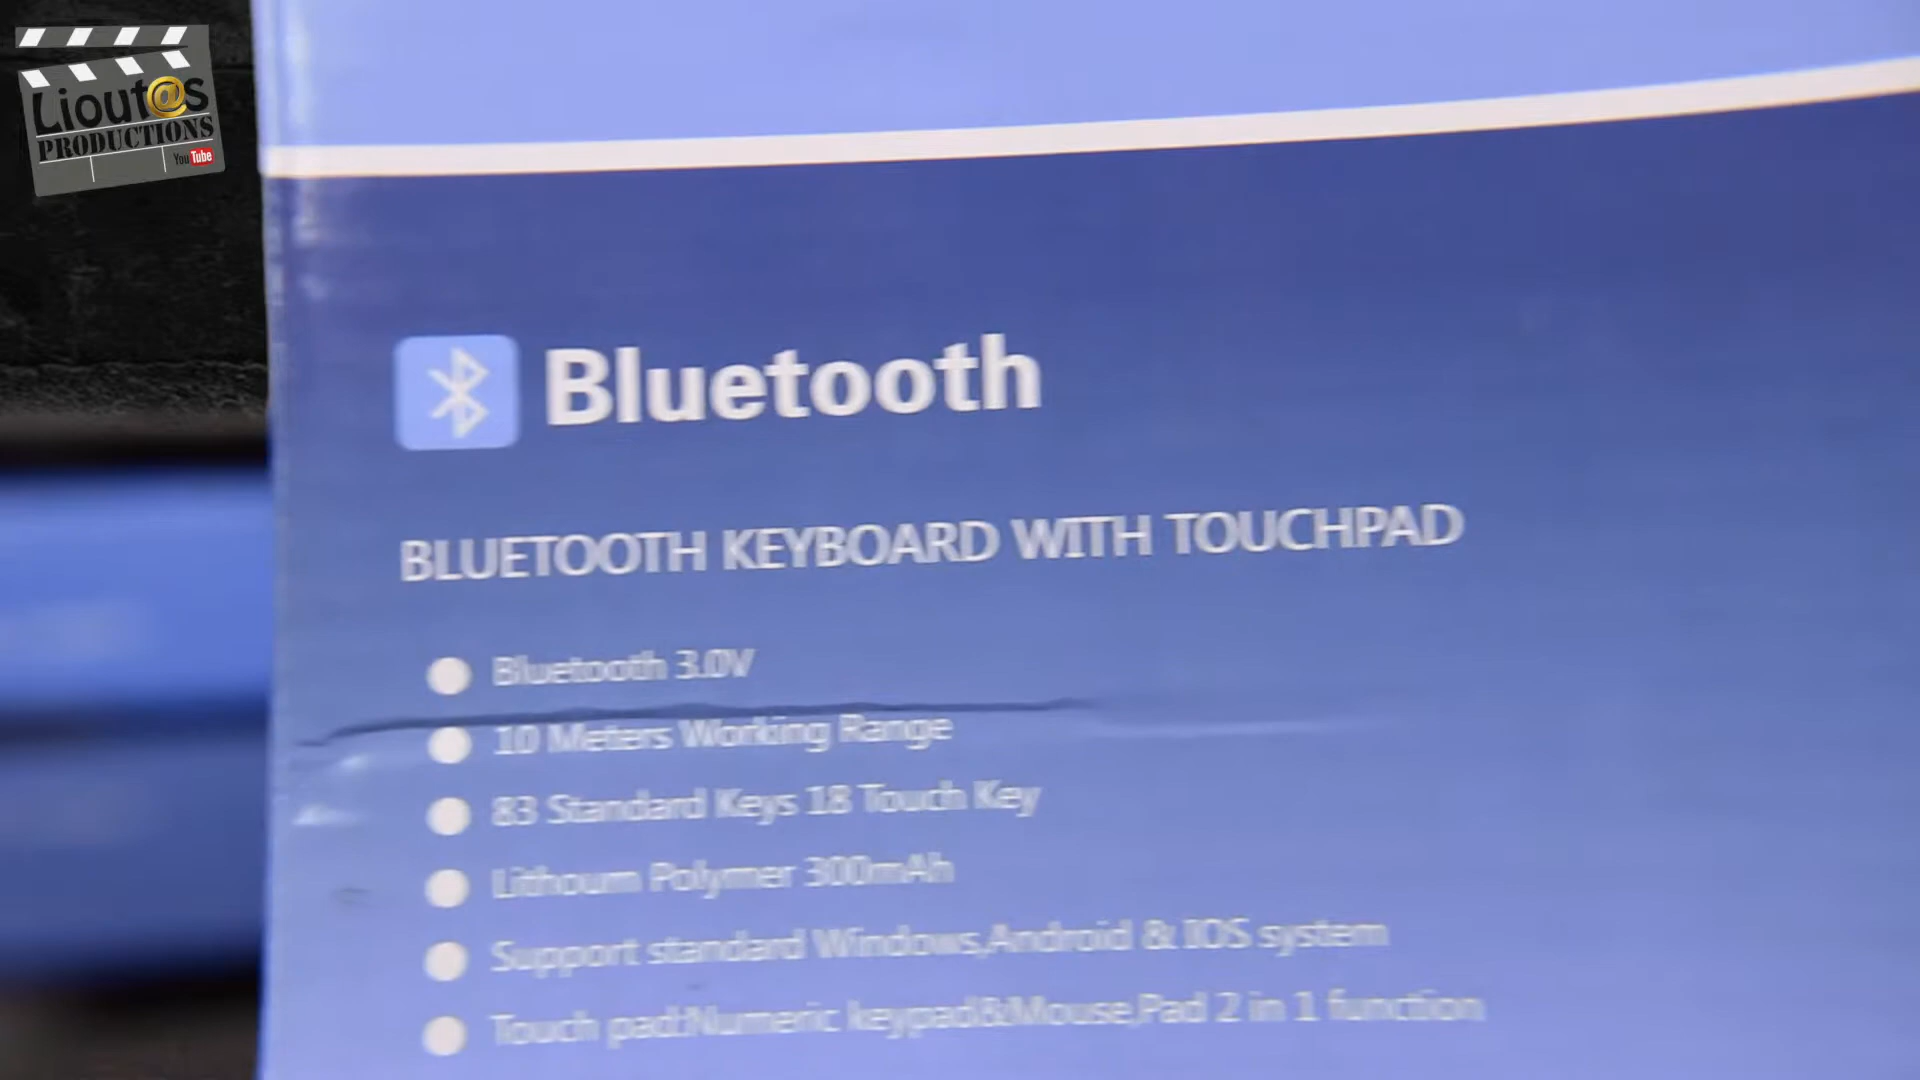 Liout@s
PRODUCTIONS
YouTube
Bluetooth
BLUETOOTH KEYBOARD WITH TOUCHPAD
Bluetooth 3.0V
10 Meters Working Range
83 Standard Keys 18 Touch Key
Lithoum Polymer 300mAh
Support standard Windows,Android & IOS system
Touch pad:Numeric keypad&Mouse,Pad 2 in 1 function